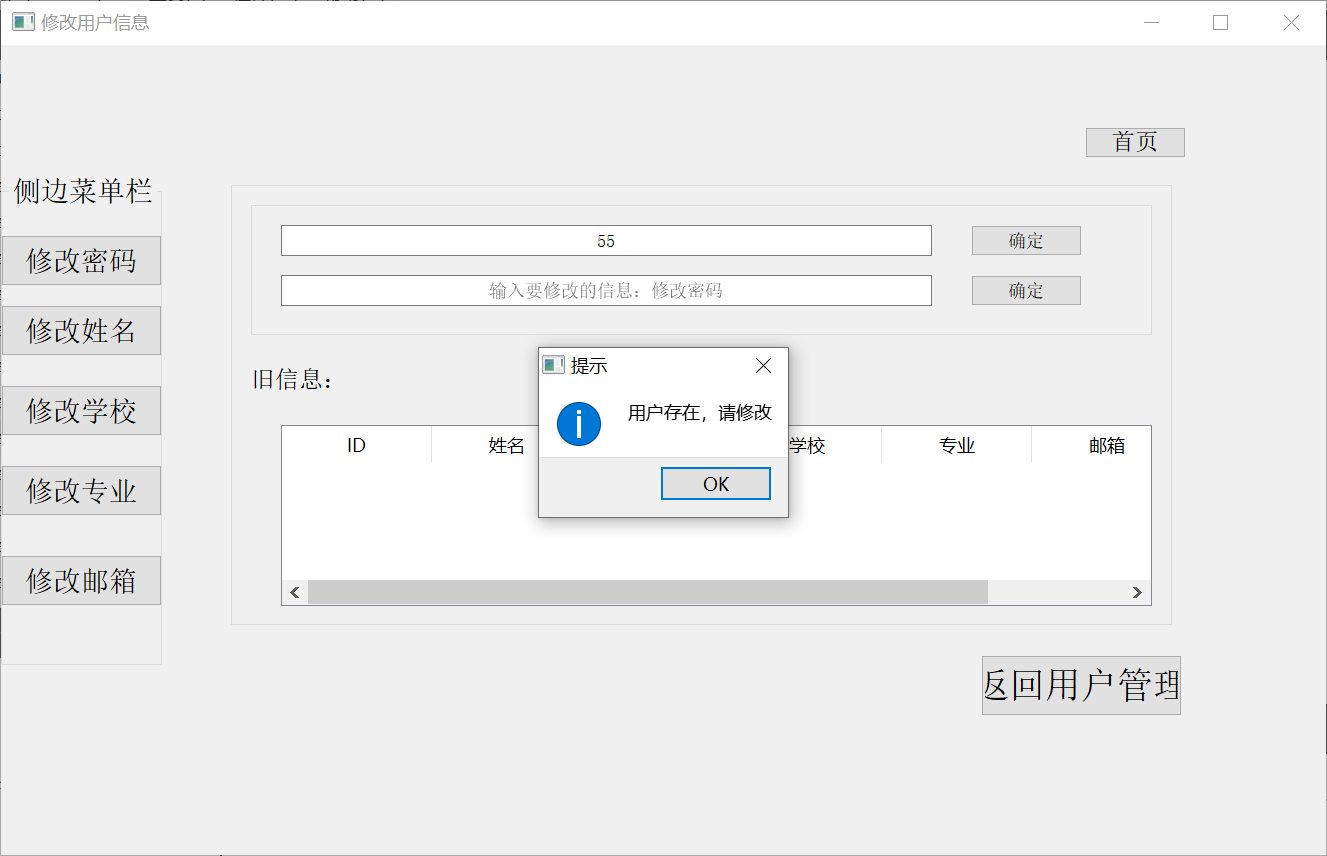 修改用户信息
首页
侧边菜单栏
修改密码
修改姓名
修改学校
修改专业
修改邮箱
55
确定
输入要修改的信息：修改密码
确定
旧信息：
ID
姓名
学校
专业
邮箱
提示
用户存在，请修改
OK
返回用户管理